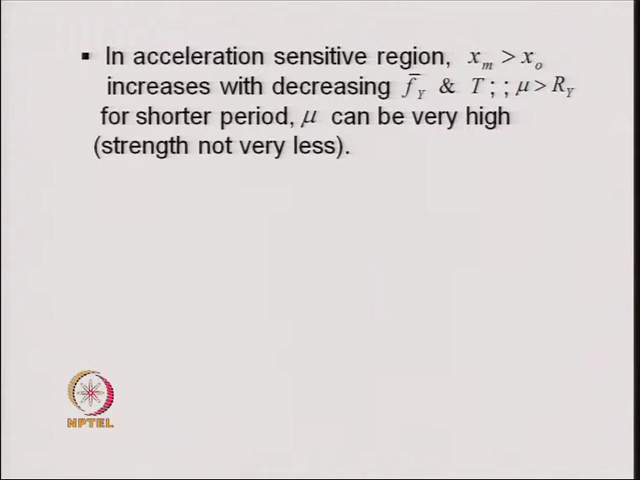 ▪ In acceleration sensitive region, x_m > x_o
increases with decreasing f̅_Y & T ; ; μ > R_Y
for shorter period, μ can be very high
(strength not very less).
NPTEL